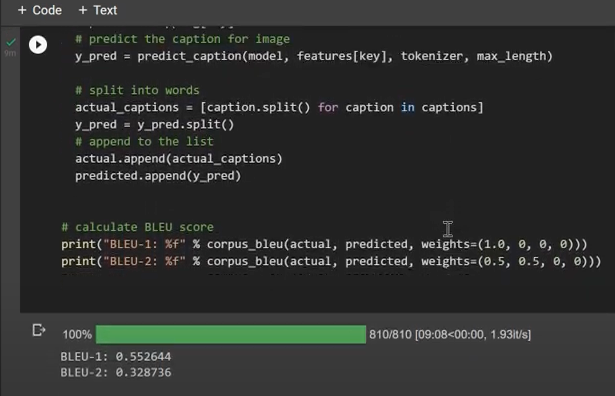 + Code + Text
# predict the caption for image
y_pred = predict_caption(model, features[key], tokenizer, max_length)
# split into words
actual_captions = [caption.split() for caption in captions]
y_pred = y_pred.split()
# append to the list
actual.append(actual_captions)
predicted.append(y_pred)
# calculate BLEU score
print("BLEU-1: %f" % corpus_bleu(actual, predicted, weights=(1.0, 0, 0, 0)))
print("BLEU-2: %f" % corpus_bleu(actual, predicted, weights=(0.5, 0.5, 0, 0)))
100% 810/810 [09:08<00:00, 1.93it/s]
BLEU-1: 0.552644
BLEU-2: 0.328736